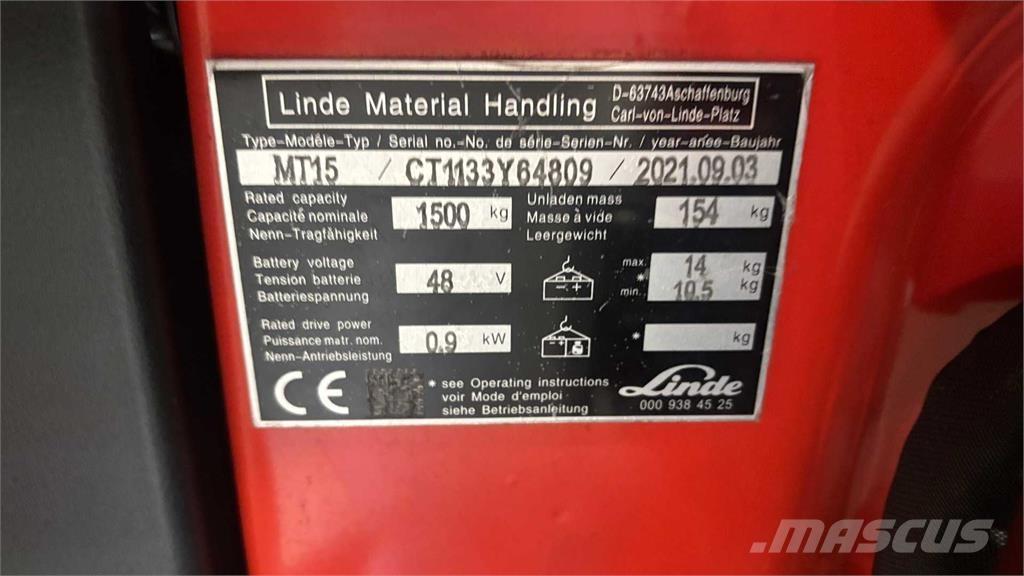 Linde Material Handling D-63743Aschaffenburg
Carl-von-Linde-Platz
Type-Modéle-Typ / Serial no.-No. de série-Serien-Nr. / year-anee-Baujahr
MT15 / CT1133Y64809 / 2021.09.03
Rated capacity
Capacité nominale
Nenn-Tragfähigkeit
1500 kg
Unladen mass
Masse à vide
Leergewicht
154 kg
Battery voltage
Tension batterie
Batteriespannung
48 V
max. 14 kg
* min. 10.5 kg
Rated drive power
Puissance matr. nom.
Nenn-Antriebsleistung
0.9 kW
* kg
CE
* see Operating instructions
voir Mode d'emploi
siehe Betriebsanleitung
Linde
000 938 45 25
MASCUS